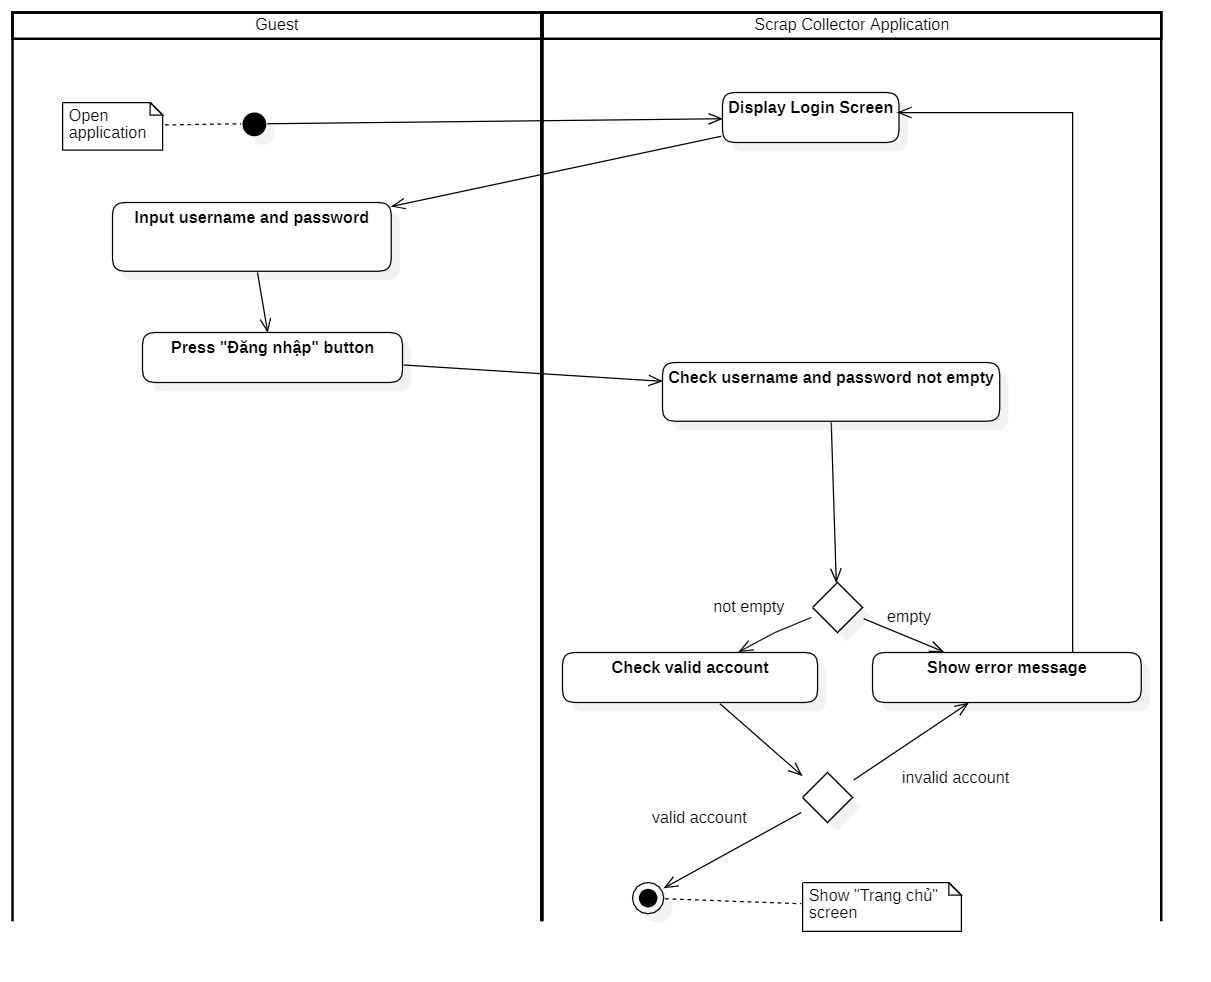 Guest
Scrap Collector Application
Open
application
Display Login Screen
Input username and password
Press "Đăng nhập" button
Check username and password not empty
not empty
empty
Check valid account
Show error message
invalid account
valid account
Show "Trang chủ"
screen